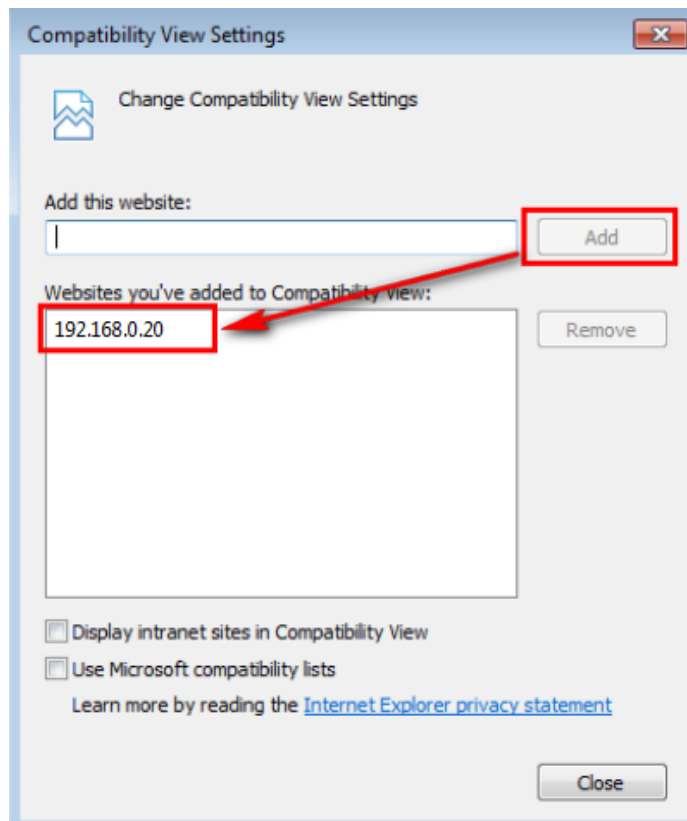 Compatibility View Settings
Change Compatibility View Settings
Add this website:
Add
Websites you've added to Compatibility View:
192.168.0.20
Remove
Display intranet sites in Compatibility View
Use Microsoft compatibility lists
Learn more by reading the Internet Explorer privacy statement
Close